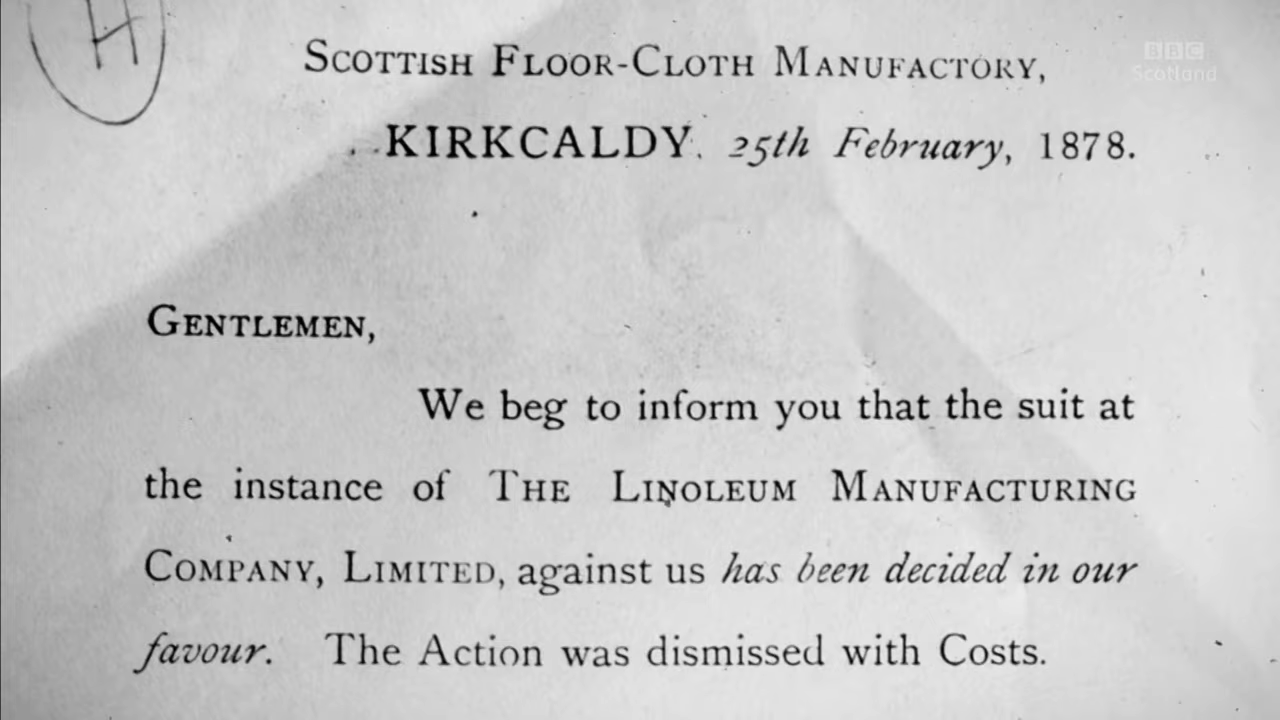 H
BBC
Scotland
SCOTTISH FLOOR-CLOTH MANUFACTORY,
KIRKCALDY, 25th February, 1878.
GENTLEMEN,
We beg to inform you that the suit at
the instance of THE LINOLEUM MANUFACTURING
COMPANY, LIMITED, against us has been decided in our
favour. The Action was dismissed with Costs.